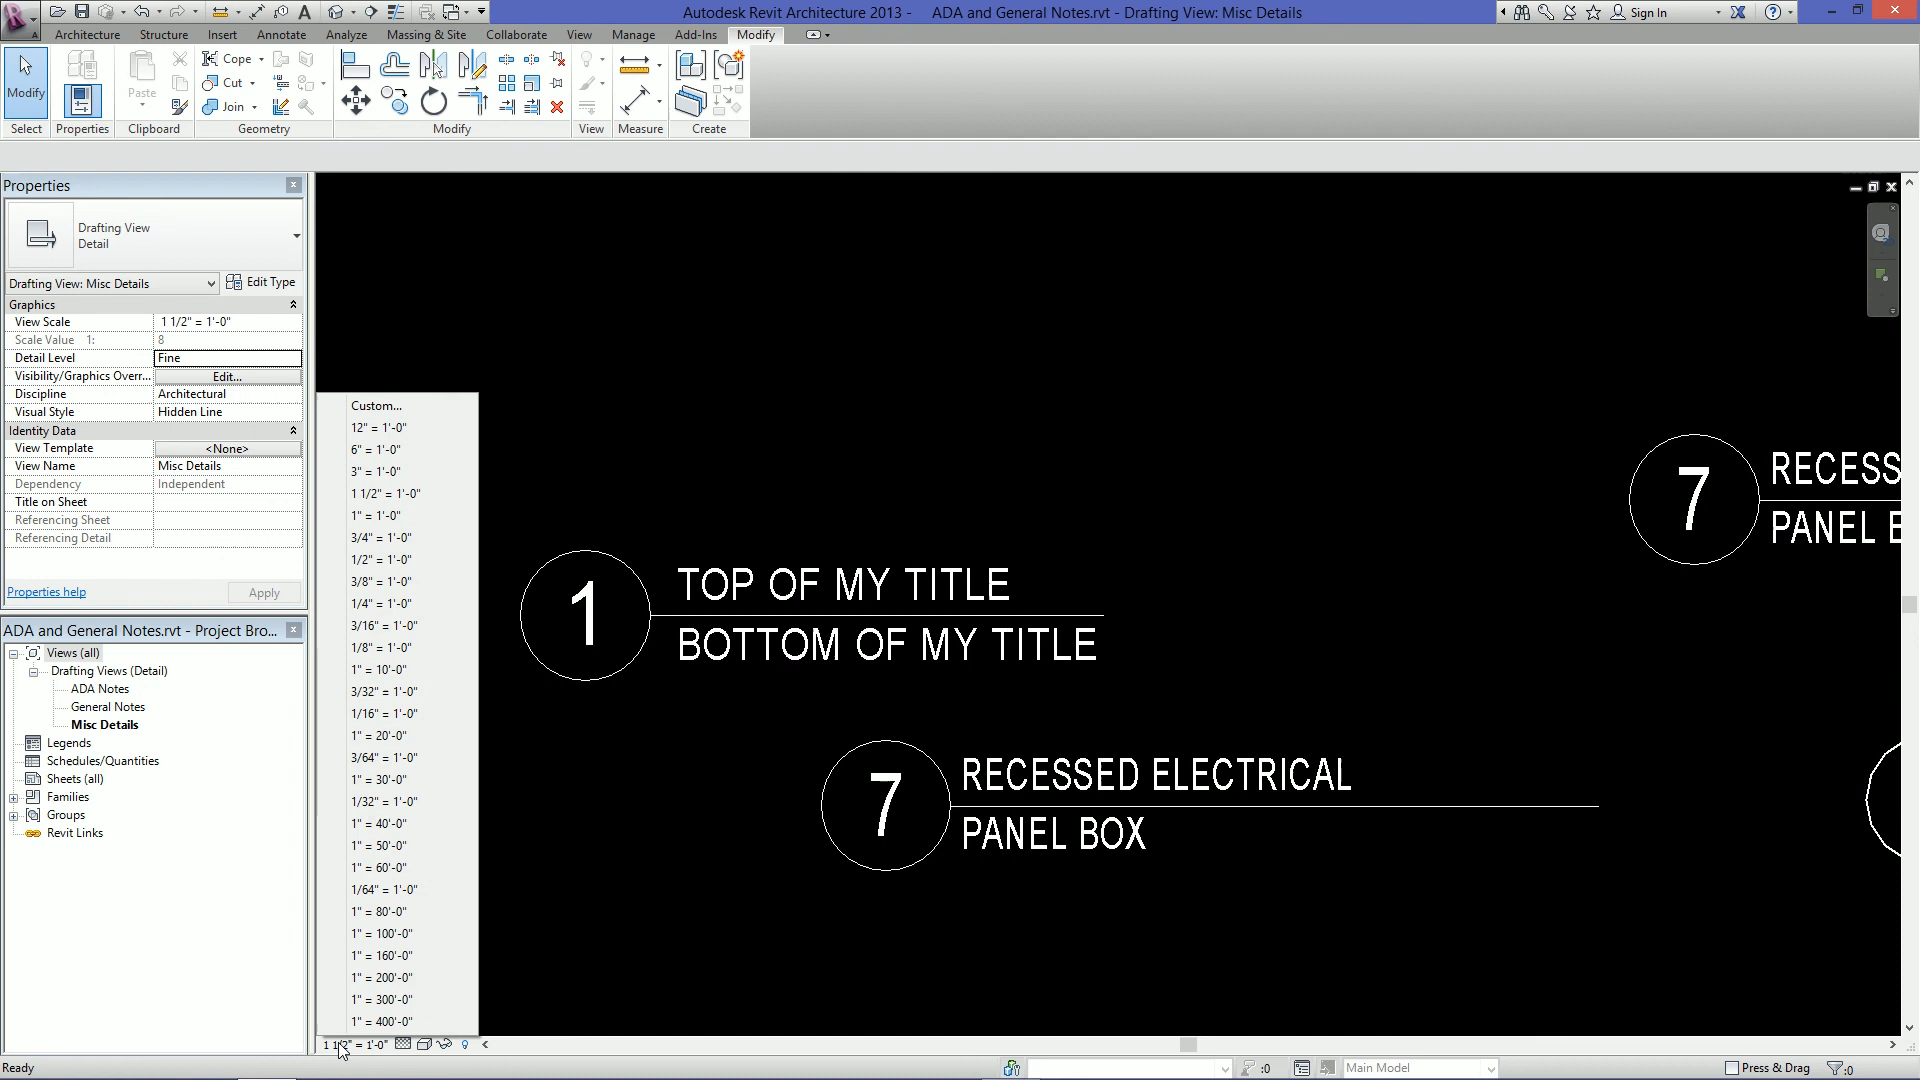 Autodesk Revit Architecture 2013 - ADA and General Notes.rvt - Drafting View: Misc Details
Sign In
Architecture Structure Insert Annotate Analyze Massing & Site Collaborate View Manage Add-Ins Modify
Modify
Paste
Cope
Cut
Join
Select Properties Clipboard Geometry Modify View Measure Create
Properties
Drafting View
Detail
Drafting View: Misc Details
Edit Type
Graphics
View Scale 1 1/2" = 1'-0"
Scale Value 1: 8
Detail Level Fine
Visibility/Graphics Overr... Edit...
Discipline Architectural
Visual Style Hidden Line
Identity Data
View Template <None>
View Name Misc Details
Dependency Independent
Title on Sheet
Referencing Sheet
Referencing Detail
Properties help
Apply
ADA and General Notes.rvt - Project Bro...
Views (all)
Drafting Views (Detail)
ADA Notes
General Notes
Misc Details
Legends
Schedules/Quantities
Sheets (all)
Families
Groups
Revit Links
Custom...
12" = 1'-0"
6" = 1'-0"
3" = 1'-0"
1 1/2" = 1'-0"
1" = 1'-0"
3/4" = 1'-0"
1/2" = 1'-0"
3/8" = 1'-0"
1/4" = 1'-0"
3/16" = 1'-0"
1/8" = 1'-0"
1" = 10'-0"
3/32" = 1'-0"
1/16" = 1'-0"
1" = 20'-0"
3/64" = 1'-0"
1" = 30'-0"
1/32" = 1'-0"
1" = 40'-0"
1" = 50'-0"
1" = 60'-0"
1/64" = 1'-0"
1" = 80'-0"
1" = 100'-0"
1" = 160'-0"
1" = 200'-0"
1" = 300'-0"
1" = 400'-0"
1 1/2" = 1'-0"
1
TOP OF MY TITLE
BOTTOM OF MY TITLE
7
RECESSED ELECTRICAL
PANEL BOX
7
RECESS
PANEL
Ready
:0
Main Model
Press & Drag
:0